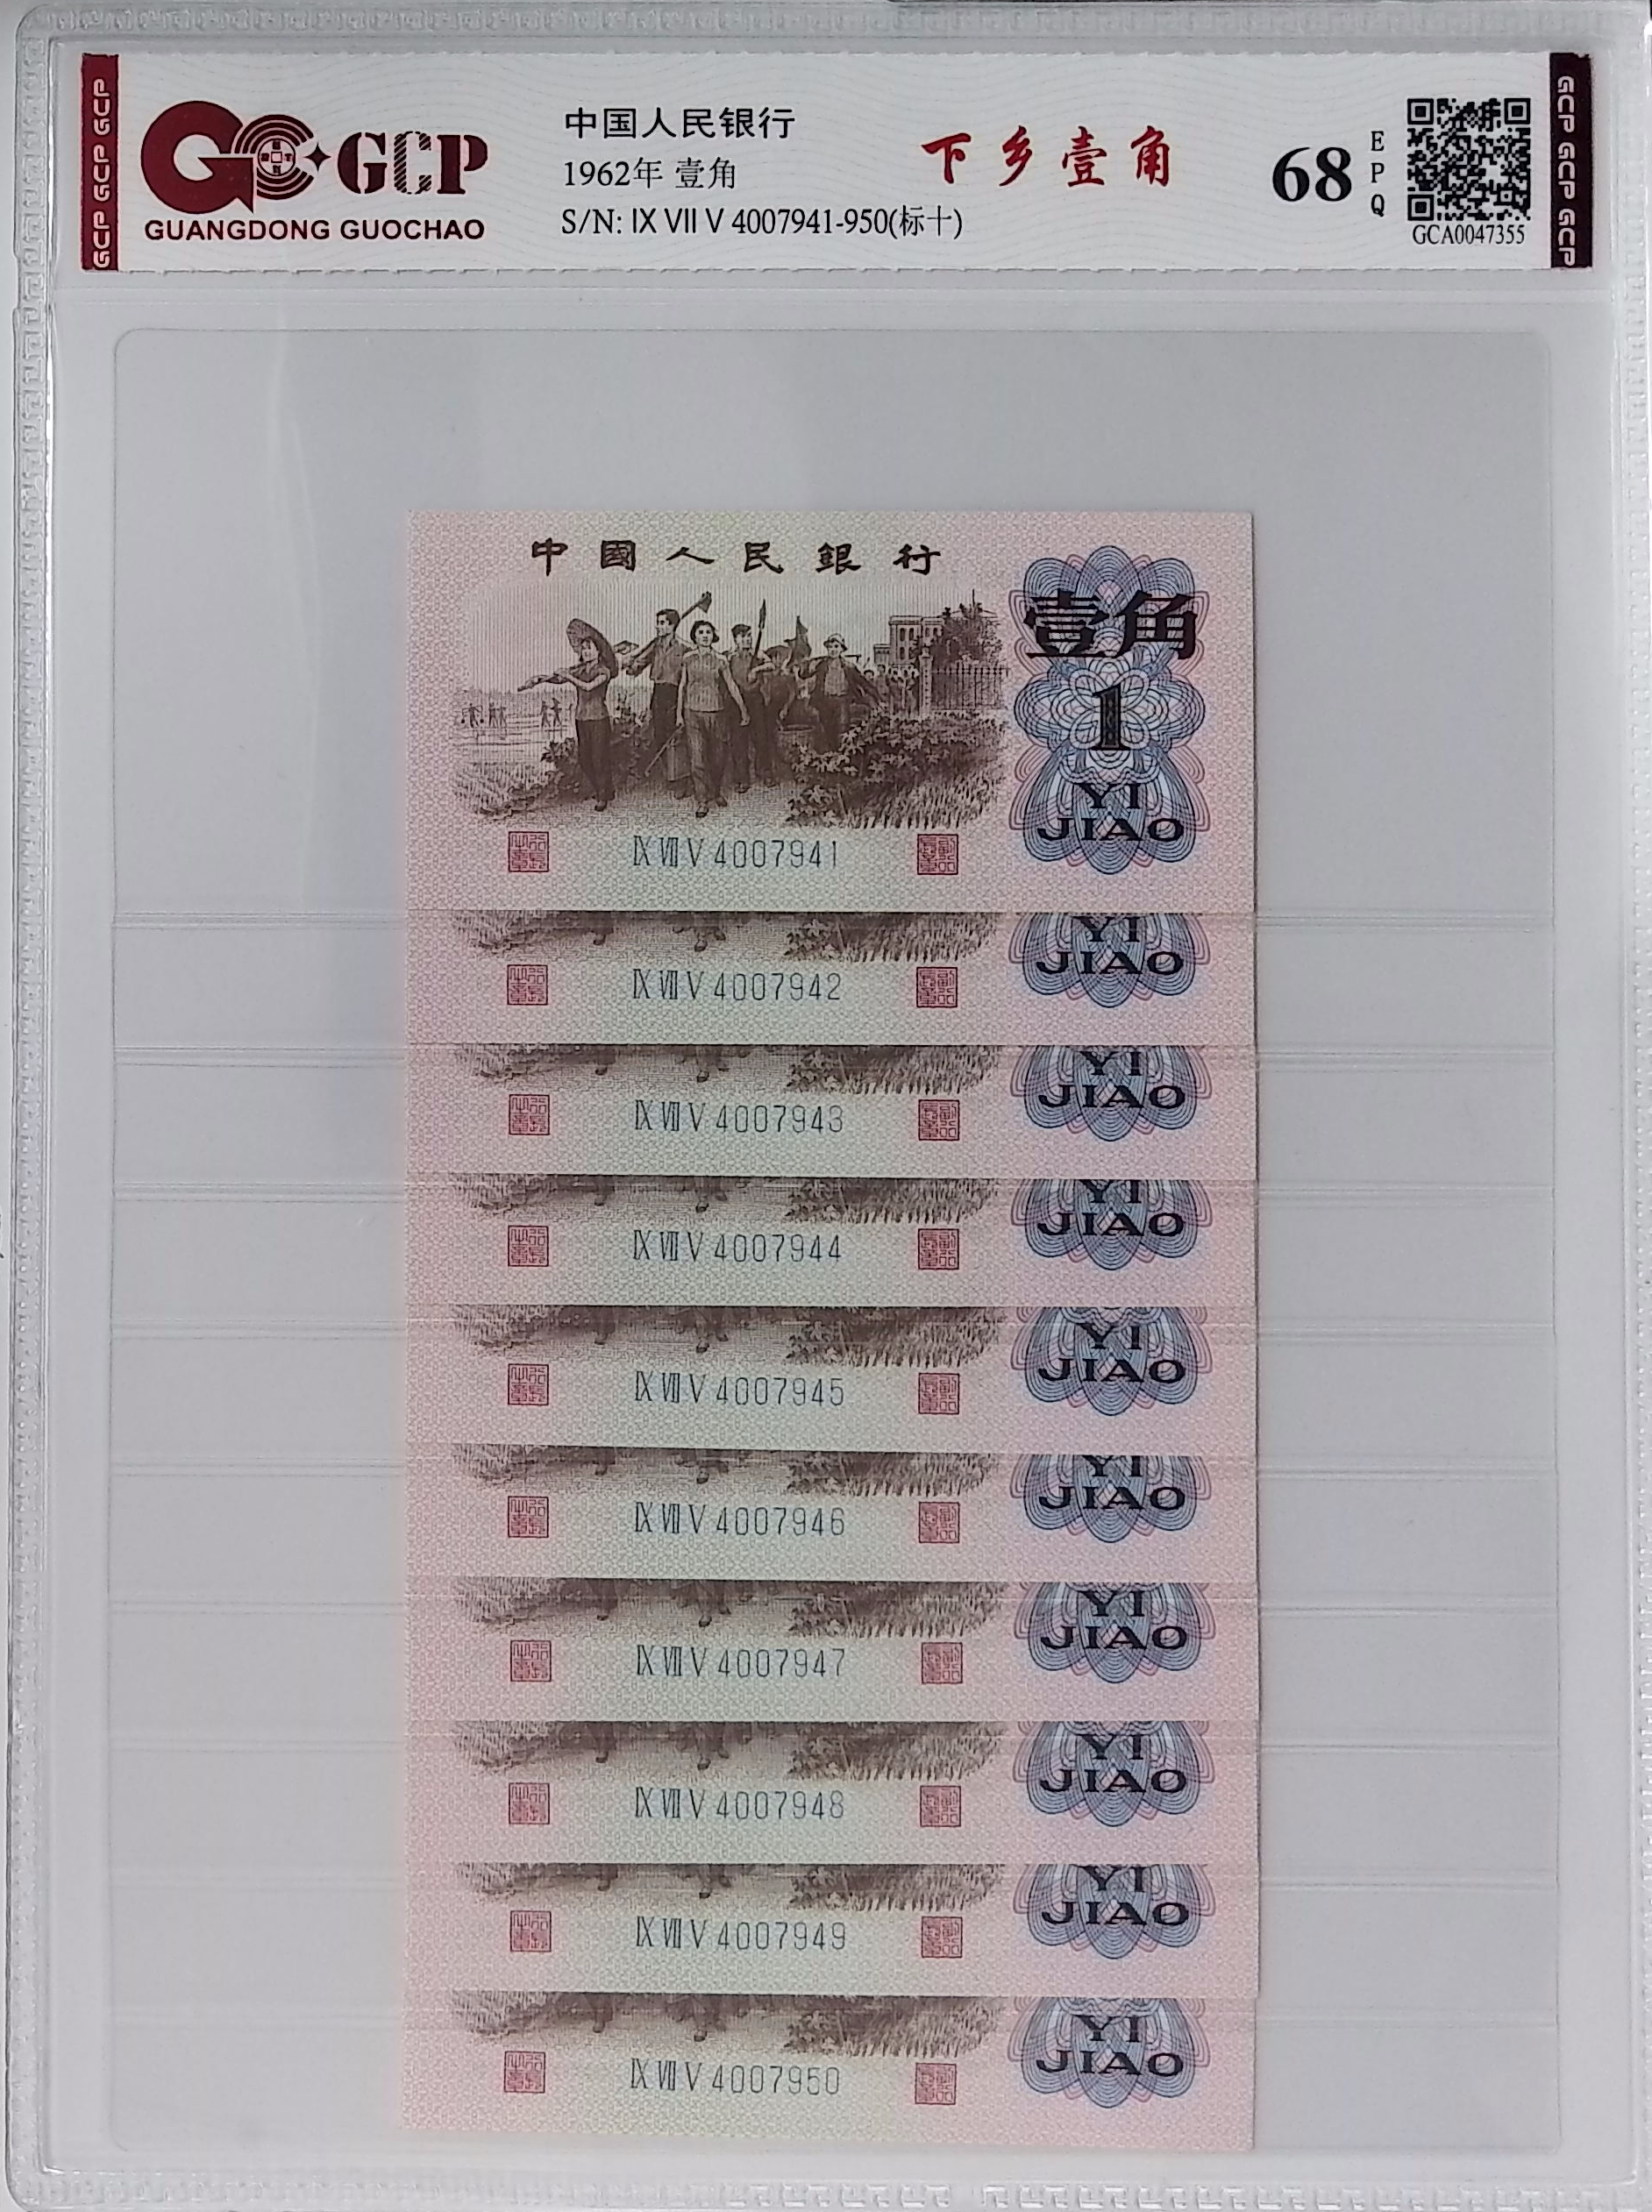 GCP GCP GCP
GCP
GUANGDONG GUOCHAO
中国人民银行
1962年 壹角
S/N: IX VII V 4007941-950(标十)
下乡壹角
68
EPQ
GCA0047355
GCP GCP GCP
中國人民銀行
壹角
1
YI
JIAO
IX VII V 4007941
YI
JIAO
IX VII V 4007942
YI
JIAO
IX VII V 4007943
YI
JIAO
IX VII V 4007944
YI
JIAO
IX VII V 4007945
YI
JIAO
IX VII V 4007946
YI
JIAO
IX VII V 4007947
YI
JIAO
IX VII V 4007948
YI
JIAO
IX VII V 4007949
YI
JIAO
IX VII V 4007950